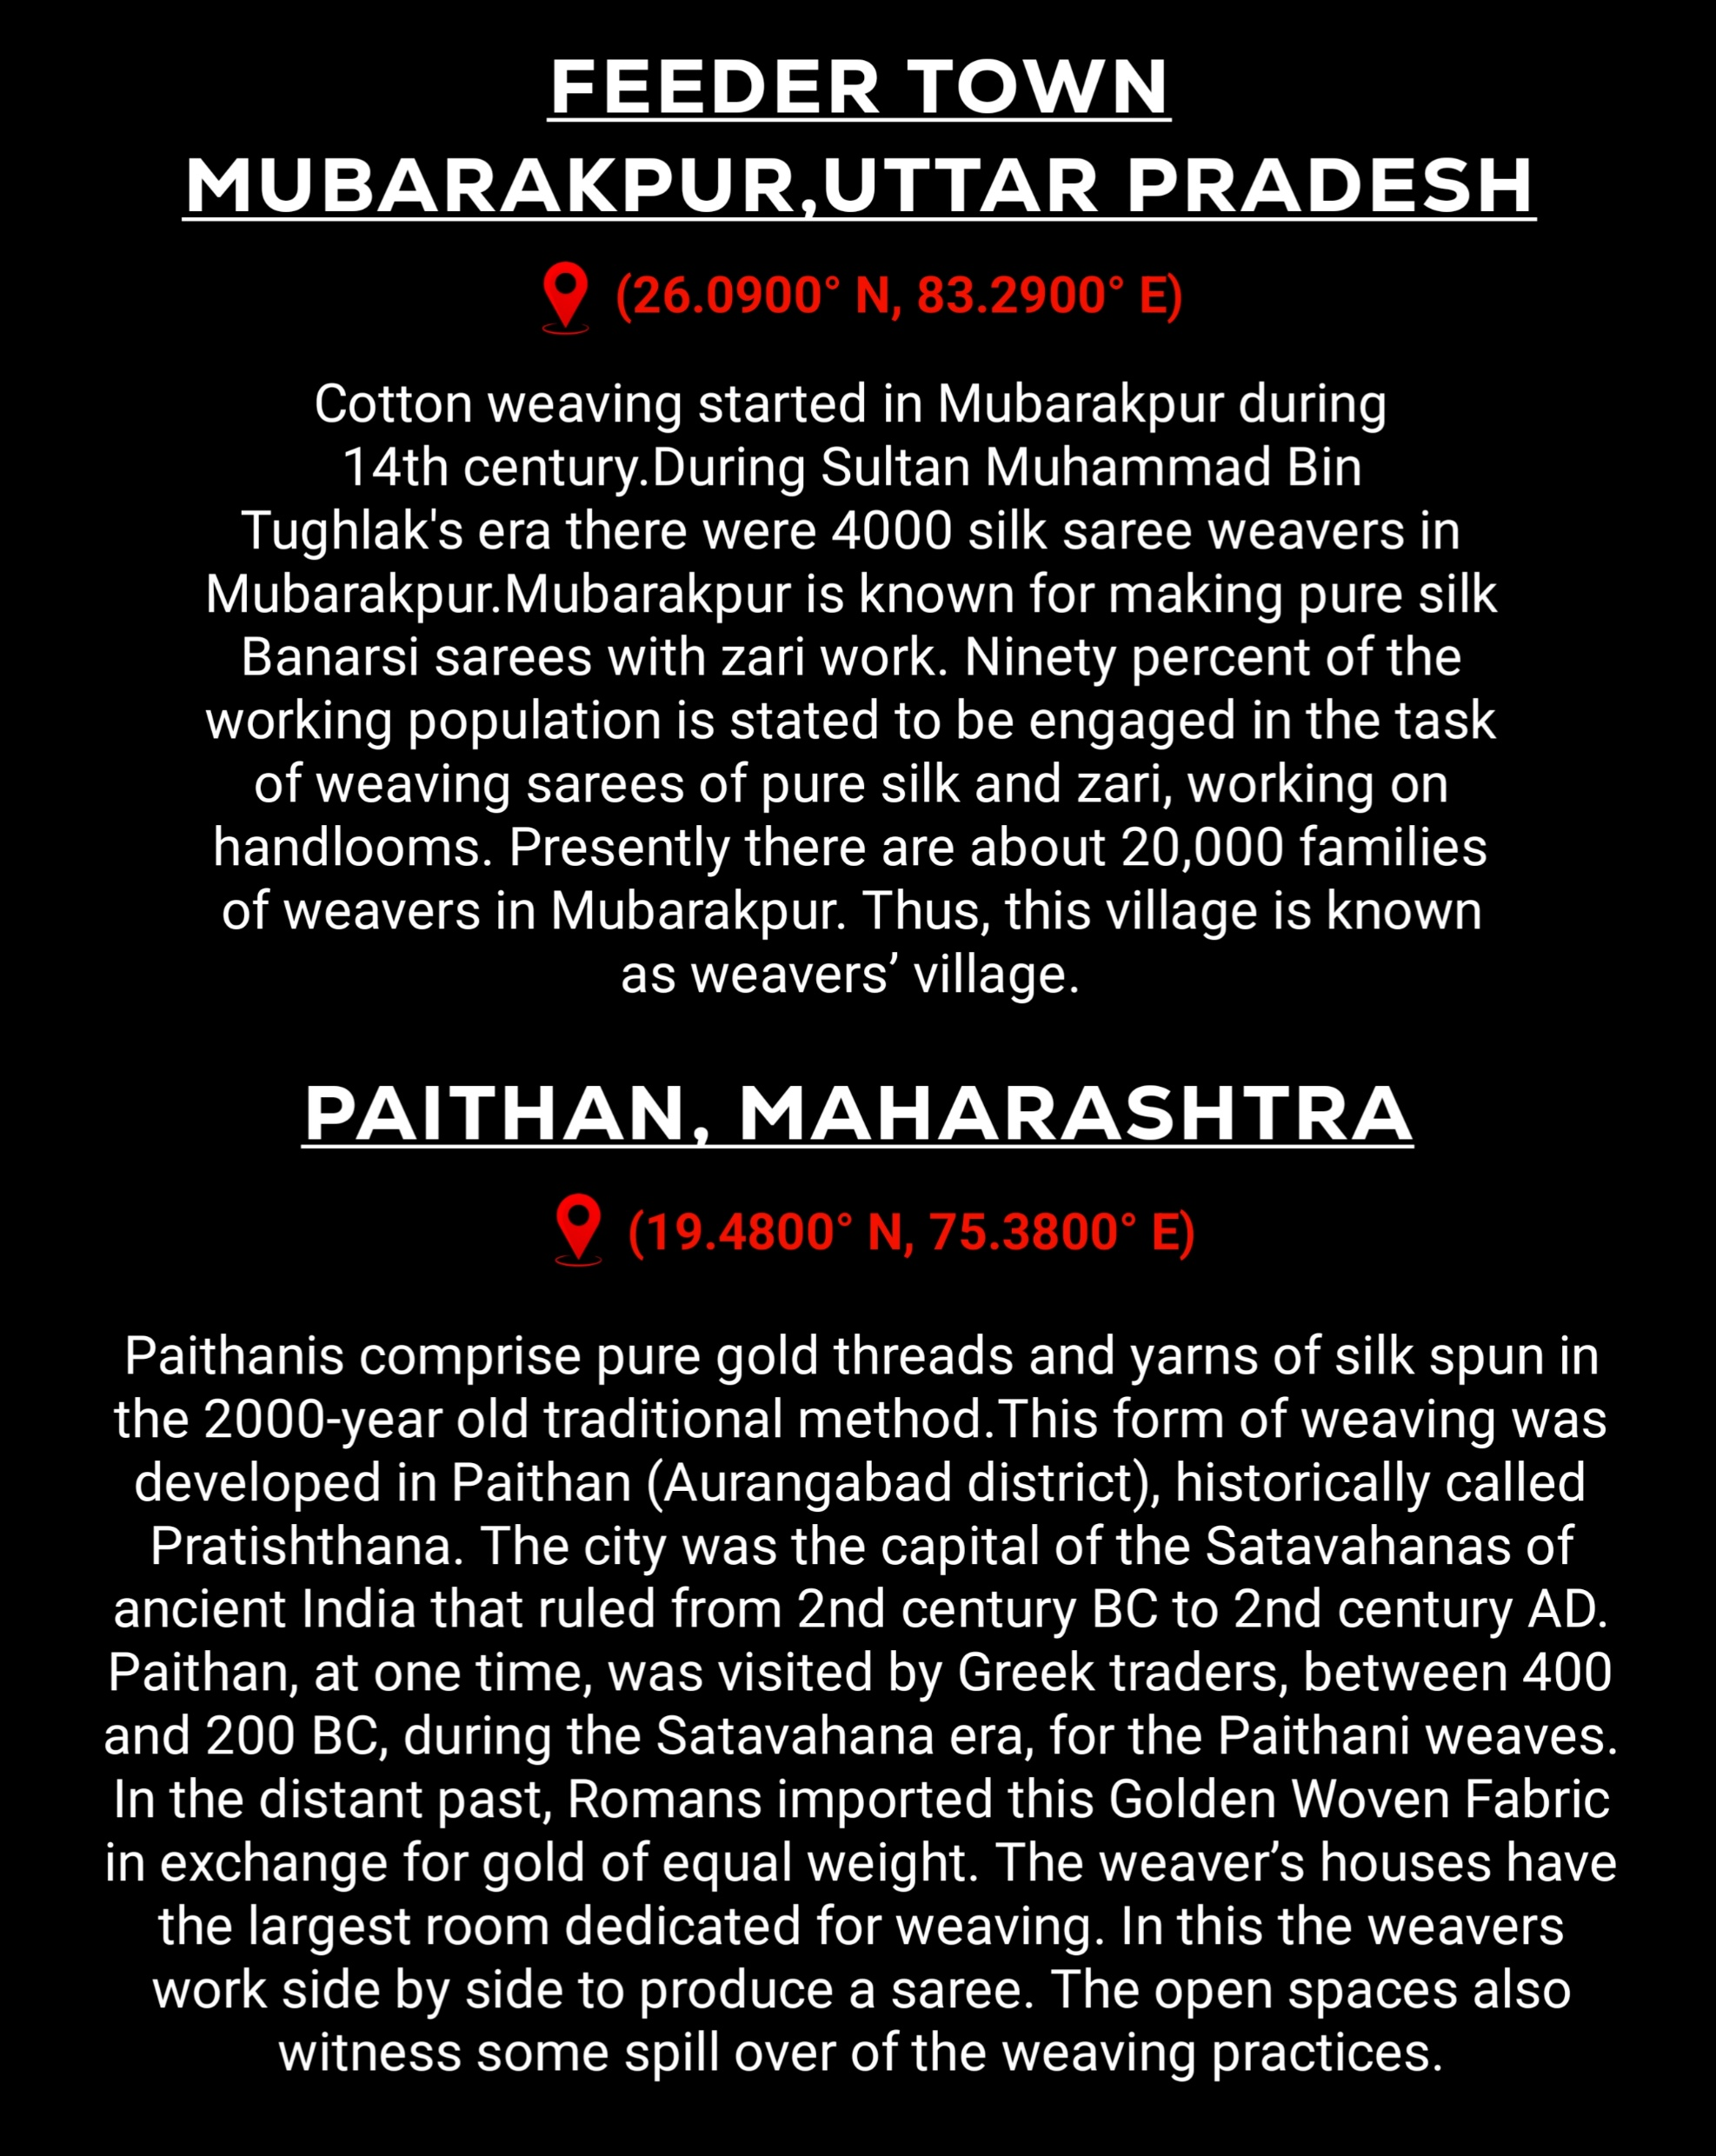 FEEDER TOWN
MUBARAKPUR,UTTAR PRADESH
(26.0900° N, 83.2900° E)
Cotton weaving started in Mubarakpur during
14th century.During Sultan Muhammad Bin
Tughlak's era there were 4000 silk saree weavers in
Mubarakpur.Mubarakpur is known for making pure silk
Banarsi sarees with zari work. Ninety percent of the
working population is stated to be engaged in the task
of weaving sarees of pure silk and zari, working on
handlooms. Presently there are about 20,000 families
of weavers in Mubarakpur. Thus, this village is known
as weavers’ village.
PAITHAN, MAHARASHTRA
(19.4800° N, 75.3800° E)
Paithanis comprise pure gold threads and yarns of silk spun in
the 2000-year old traditional method.This form of weaving was
developed in Paithan (Aurangabad district), historically called
Pratishthana. The city was the capital of the Satavahanas of
ancient India that ruled from 2nd century BC to 2nd century AD.
Paithan, at one time, was visited by Greek traders, between 400
and 200 BC, during the Satavahana era, for the Paithani weaves.
In the distant past, Romans imported this Golden Woven Fabric
in exchange for gold of equal weight. The weaver’s houses have
the largest room dedicated for weaving. In this the weavers
work side by side to produce a saree. The open spaces also
witness some spill over of the weaving practices.